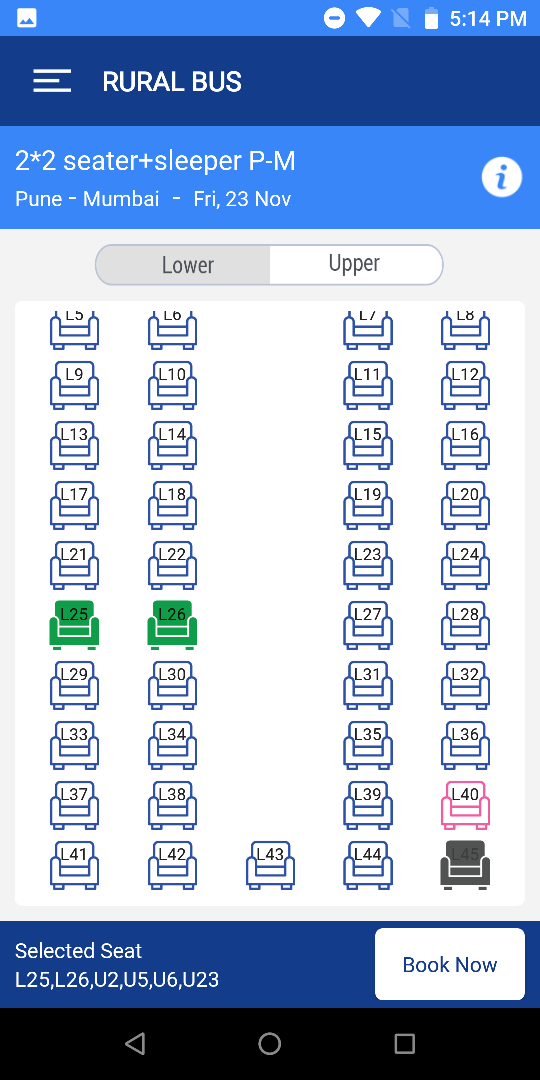 5:14 PM
RURAL BUS
2*2 seater+sleeper P-M
Pune - Mumbai - Fri, 23 Nov
Lower Upper
L5 L6 L7 L8
L9 L10 L11 L12
L13 L14 L15 L16
L17 L18 L19 L20
L21 L22 L23 L24
L25 L26 L27 L28
L29 L30 L31 L32
L33 L34 L35 L36
L37 L38 L39 L40
L41 L42 L43 L44 L45
Selected Seat
L25,L26,U2,U5,U6,U23
Book Now